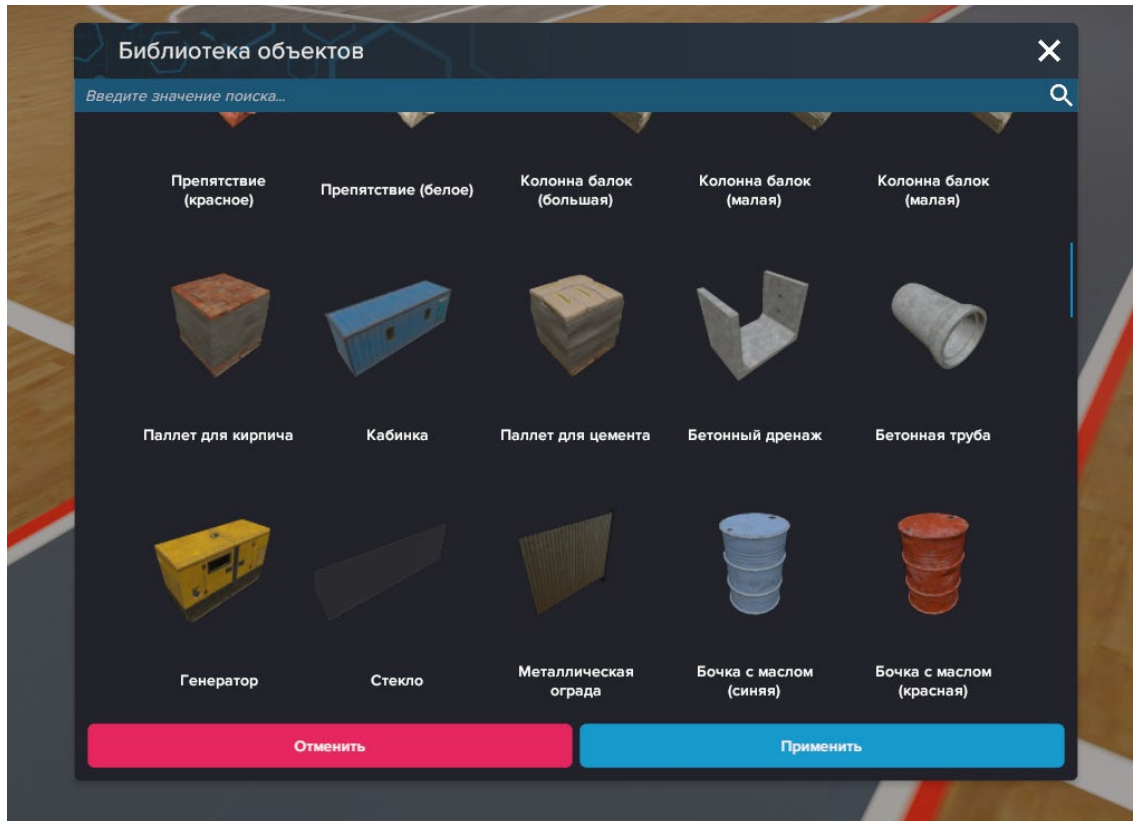 Библиотека объектов
Введите значение поиска...
Препятствие
(красное)
Препятствие (белое)
Колонна балок
(большая)
Колонна балок
(малая)
Колонна балок
(малая)
Паллет для кирпича
Кабинка
Паллет для цемента
Бетонный дренаж
Бетонная труба
Генератор
Стекло
Металлическая
ограда
Бочка с маслом
(синяя)
Бочка с маслом
(красная)
Отменить
Применить